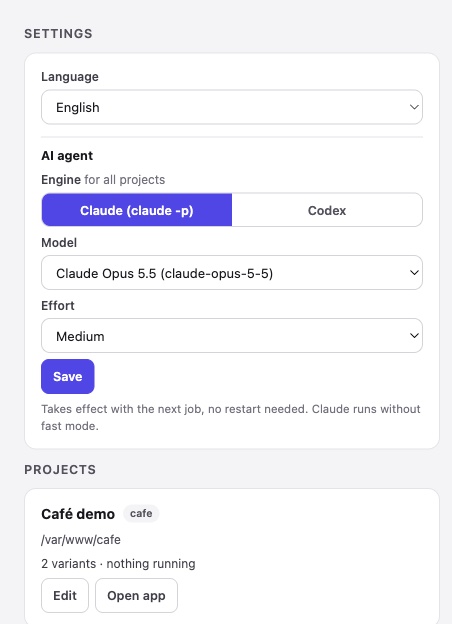 SETTINGS
Language
English
AI agent
Engine for all projects
Claude (claude -p)
Codex
Model
Claude Opus 5.5 (claude-opus-5-5)
Effort
Medium
Save
Takes effect with the next job, no restart needed. Claude runs without
fast mode.
PROJECTS
Café demo cafe
/var/www/cafe
2 variants · nothing running
Edit
Open app